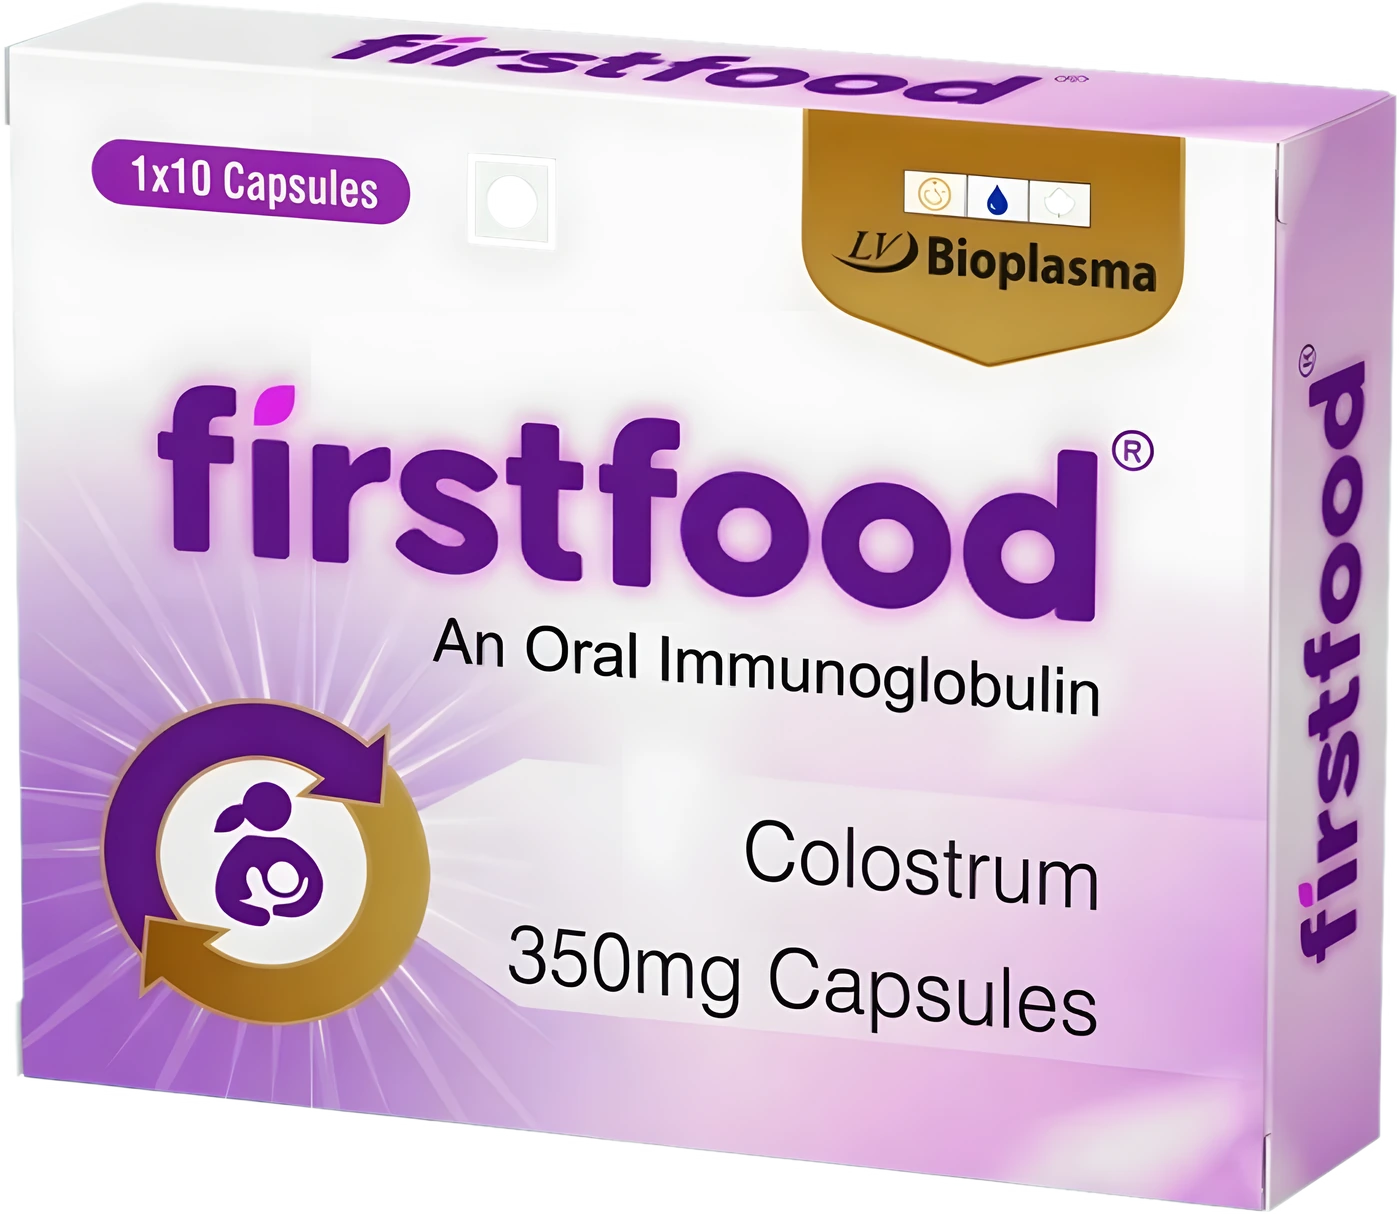 firstfood
1x10 Capsules
LV Bioplasma
firstfood®
An Oral Immunoglobulin
Colostrum
350mg Capsules
firstfood®